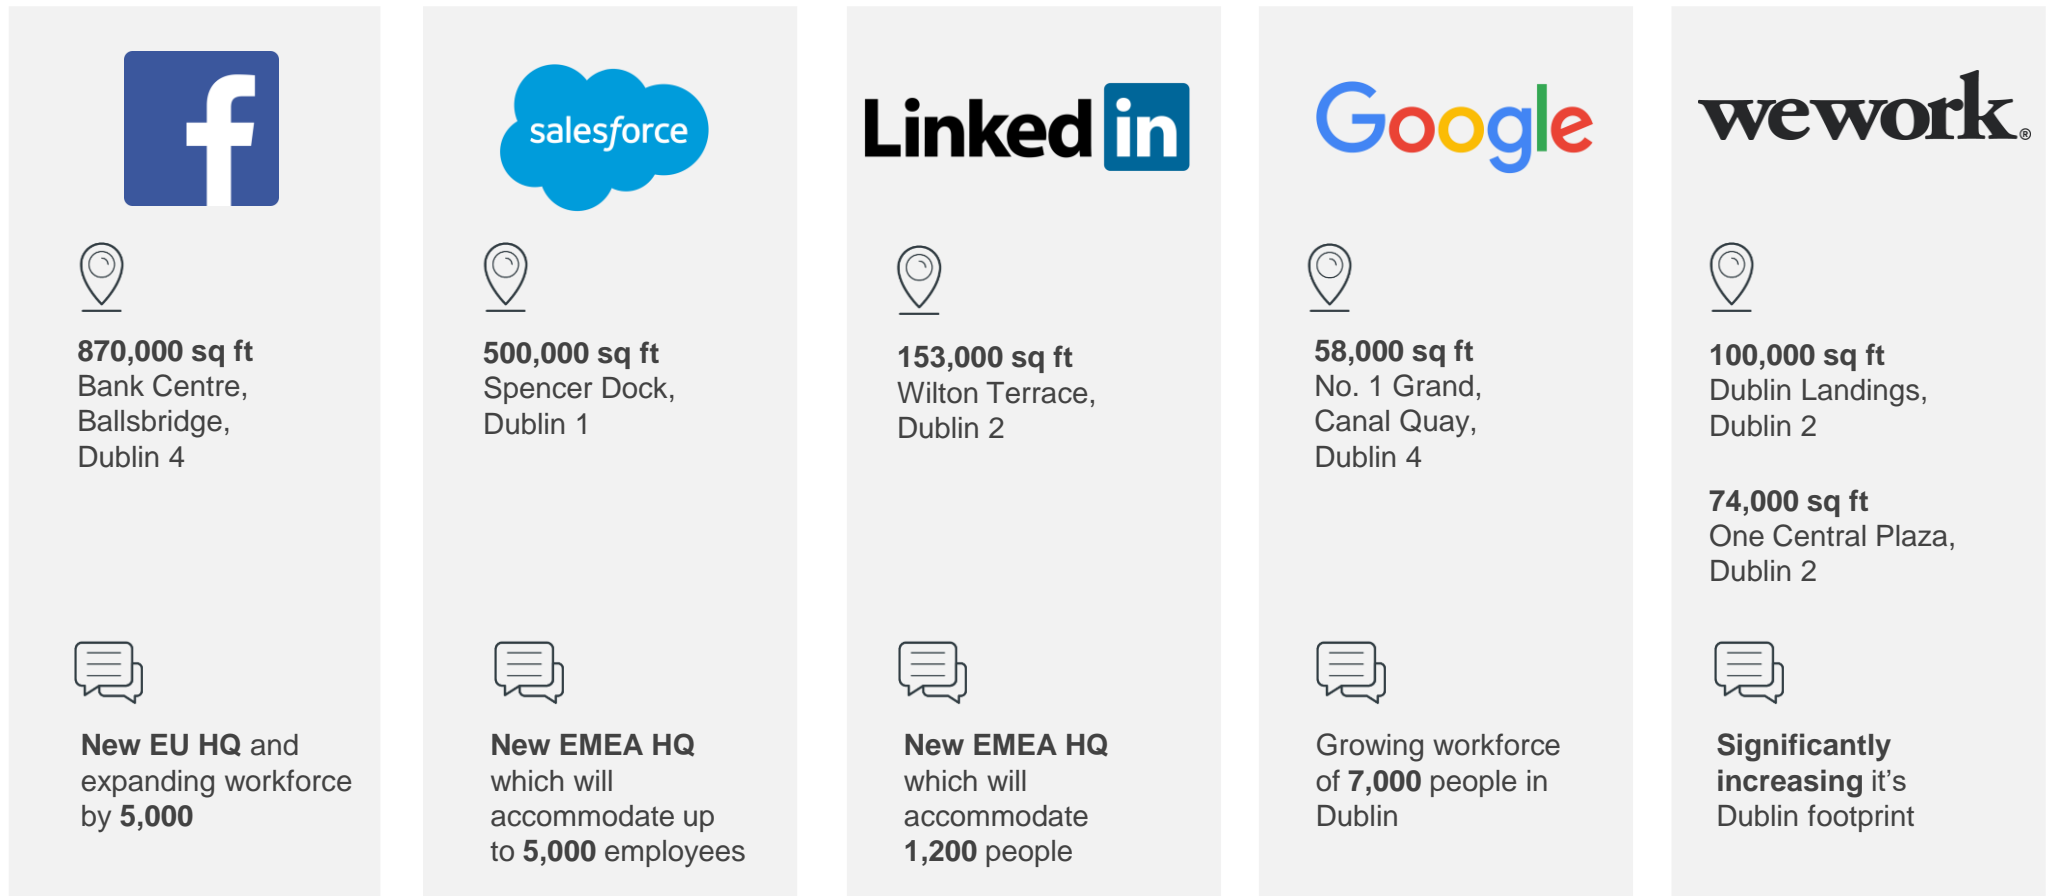 f
salesforce
Linked in
Google
wework®
870,000 sq ft
Bank Centre,
Ballsbridge,
Dublin 4
500,000 sq ft
Spencer Dock,
Dublin 1
153,000 sq ft
Wilton Terrace,
Dublin 2
58,000 sq ft
No. 1 Grand,
Canal Quay,
Dublin 4
100,000 sq ft
Dublin Landings,
Dublin 2
74,000 sq ft
One Central Plaza,
Dublin 2
New EU HQ and
expanding workforce
by 5,000
New EMEA HQ
which will
accommodate up
to 5,000 employees
New EMEA HQ
which will
accommodate
1,200 people
Growing workforce
of 7,000 people in
Dublin
Significantly
increasing it's
Dublin footprint